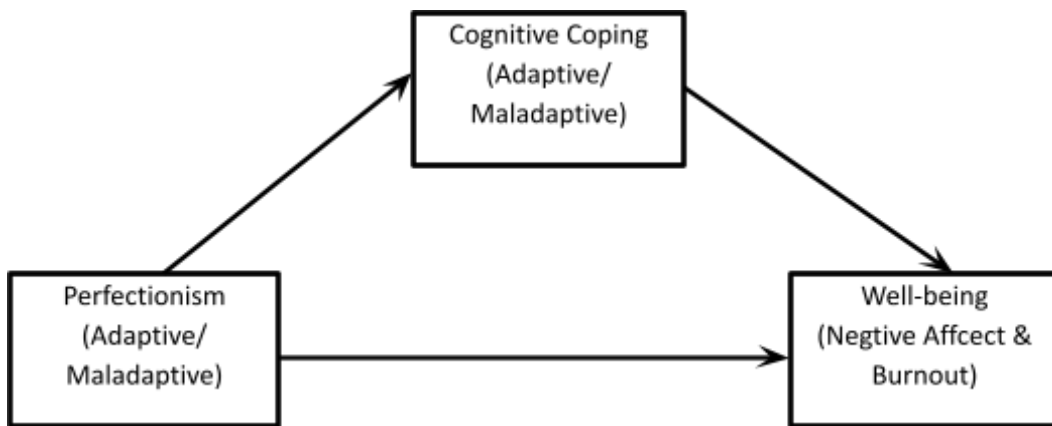 Cognitive Coping
(Adaptive/
Maladaptive)
Perfectionism
(Adaptive/
Maladaptive)
Well-being
(Negtive Affcect &
Burnout)